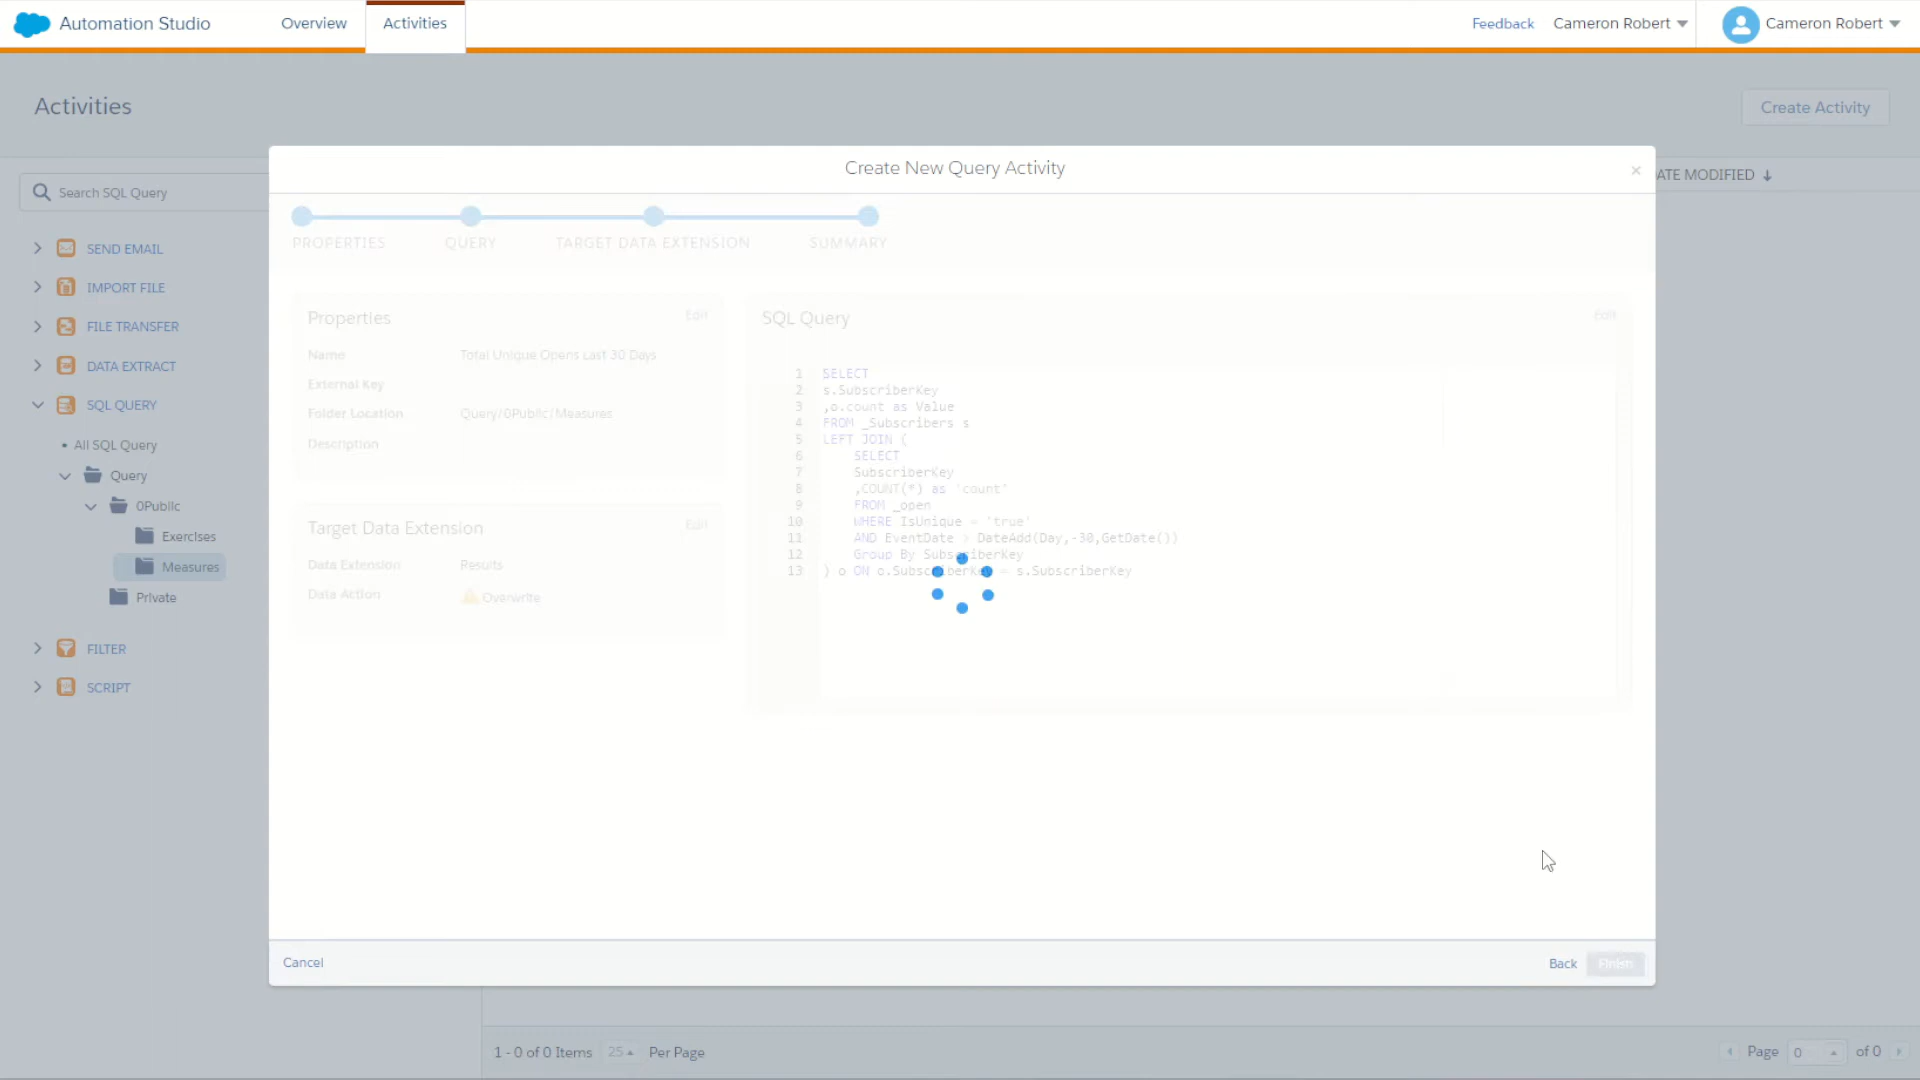 Automation Studio
Overview
Activities
Feedback
Cameron Robert
Cameron Robert
Activities
Create Activity
Search SQL Query
SEND EMAIL
IMPORT FILE
FILE TRANSFER
DATA EXTRACT
SQL QUERY
• All SQL Query
Query
0Public
Exercises
Measures
Private
FILTER
SCRIPT
Create New Query Activity
×
ATE MODIFIED ↓
PROPERTIES
QUERY
TARGET DATA EXTENSION
SUMMARY
Properties
Edit
Name
Total Unique Opens Last 30 Days
External Key
Folder Location
Query/0Public/Measures
Description
Target Data Extension
Edit
Data Extension
Results
Data Action
Overwrite
SQL Query
Edit
1 SELECT
2 s.SubscriberKey
3 ,o.count as Value
4 FROM _Subscribers s
5 LEFT JOIN (
6 SELECT
7 SubscriberKey
8 ,COUNT(*) as 'count'
9 FROM _open
10 WHERE IsUnique = 'true'
11 AND EventDate > DateAdd(Day,-30,GetDate())
12 Group By SubscriberKey
13 ) o ON o.SubscriberKey = s.SubscriberKey
Cancel
Back
Finish
1 - 0 of 0 Items
25
Per Page
Page
0
of 0